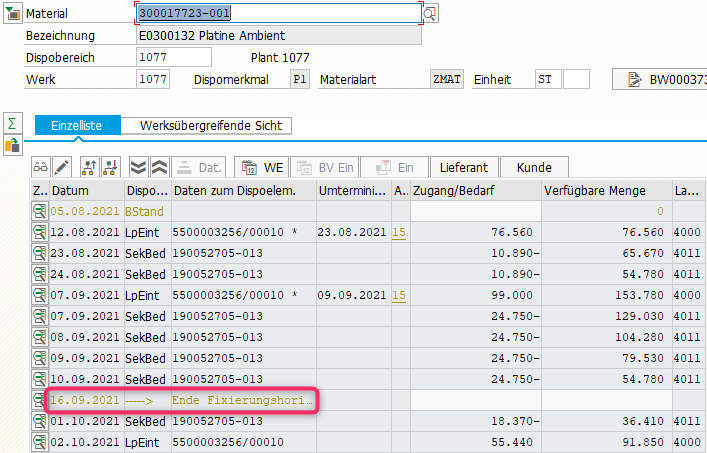 Material 300017723-001
Bezeichnung E0300132 Platine Ambient
Dispobereich 1077 Plant 1077
Werk 1077 Dispomerkmal P1 Materialart ZMAT Einheit ST BW000373
Einzelliste Werksübergreifende Sicht
Dat. WE BV Ein Ein Lieferant Kunde
Z.. Datum Dispo... Daten zum Dispoelem. Umtermini... A.. Zugang/Bedarf Verfügbare Menge La...
05.08.2021 BStand 0
12.08.2021 LpEint 5500003256/00010 * 23.08.2021 15 76.560 76.560 4000
23.08.2021 SekBed 190052705-013 10.890- 65.670 4011
24.08.2021 SekBed 190052705-013 10.890- 54.780 4011
07.09.2021 LpEint 5500003256/00010 * 09.09.2021 15 99.000 153.780 4000
07.09.2021 SekBed 190052705-013 24.750- 129.030 4011
08.09.2021 SekBed 190052705-013 24.750- 104.280 4011
09.09.2021 SekBed 190052705-013 24.750- 79.530 4011
10.09.2021 SekBed 190052705-013 24.750- 54.780 4011
16.09.2021 -----> Ende Fixierungshori...
01.10.2021 SekBed 190052705-013 18.370- 36.410 4011
02.10.2021 LpEint 5500003256/00010 55.440 91.850 4000